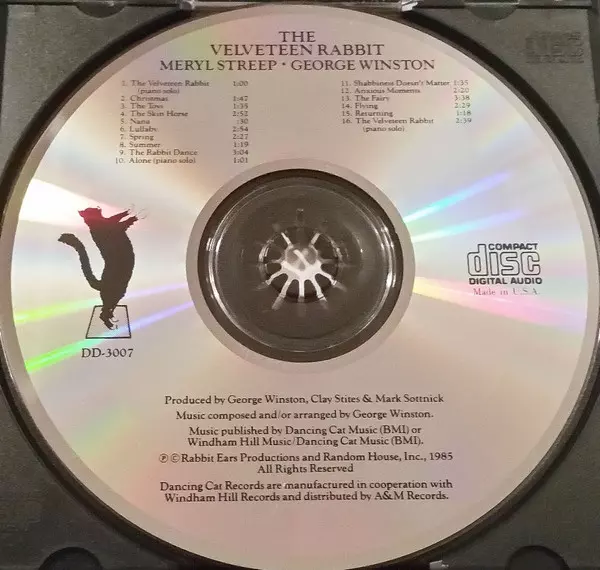 THE
VELVETEEN RABBIT
MERYL STREEP · GEORGE WINSTON
1. The Velveteen Rabbit 1:00
(piano solo)
2. Christmas 1:47
3. The Toys 1:35
4. The Skin Horse 2:52
5. Nana :30
6. Lullaby 2:54
7. Spring 2:27
8. Summer 1:19
9. The Rabbit Dance 3:04
10. Alone (piano solo) 1:01
11. Shabbiness Doesn't Matter 1:35
12. Anxious Moments 2:20
13. The Fairy 3:38
14. Flying 2:29
15. Returning 1:18
16. The Velveteen Rabbit 2:39
(piano solo)
COMPACT
disc
DIGITAL AUDIO
Made in U.S.A.
DD-3007
Produced by George Winston, Clay Stites & Mark Sottnick
Music composed and/or arranged by George Winston.
Music published by Dancing Cat Music (BMI) or
Windham Hill Music/Dancing Cat Music (BMI).
℗©Rabbit Ears Productions and Random House, Inc., 1985
All Rights Reserved
Dancing Cat Records are manufactured in cooperation with
Windham Hill Records and distributed by A&M Records.